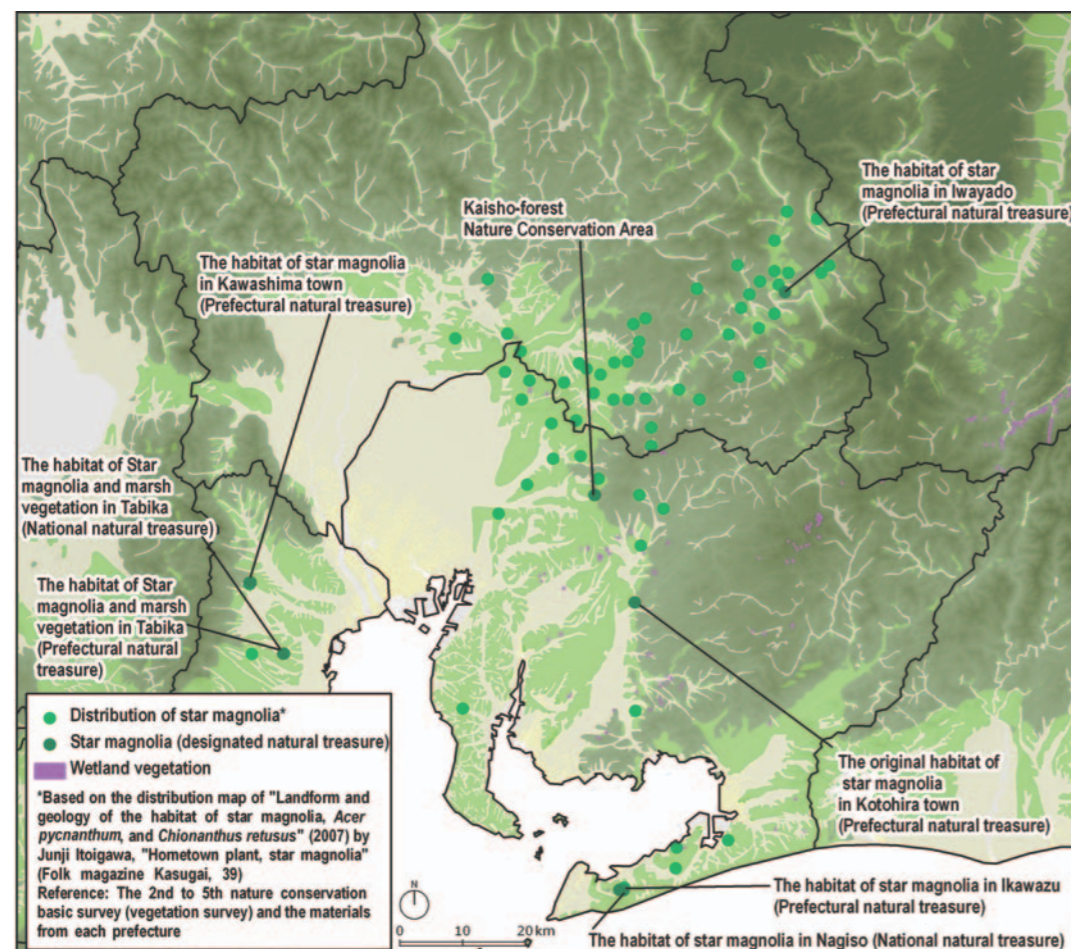 The habitat of star
magnolia in Iwayado
(Prefectural natural treasure)
Kaisho-forest
Nature Conservation Area
The habitat of star magnolia
in Kawashima town
(Prefectural natural treasure)
The habitat of Star
magnolia and marsh
vegetation in Tabika
(National natural treasure)
The habitat of Star
magnolia and marsh
vegetation in Tabika
(Prefectural natural
treasure)
Distribution of star magnolia*
Star magnolia (designated natural treasure)
Wetland vegetation
*Based on the distribution map of "Landform and
geology of the habitat of star magnolia, Acer
pycnanthum, and Chionanthus retusus" (2007) by
Junji Itoigawa, "Hometown plant, star magnolia"
(Folk magazine Kasugai, 39)
Reference: The 2nd to 5th nature conservation
basic survey (vegetation survey) and the materials
from each prefecture
The original habitat of
star magnolia
in Kotohira town
(Prefectural natural treasure)
The habitat of star magnolia in Ikawazu
(Prefectural natural treasure)
The habitat of star magnolia in Nagiso (National natural treasure)
N
0 10 20 km